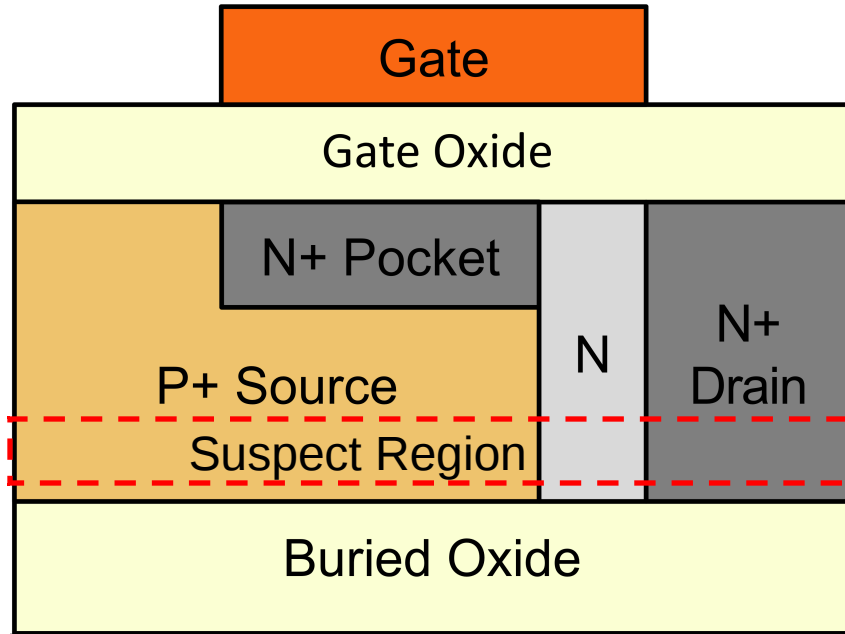 Gate
Gate Oxide
N+ Pocket
N
N+
Drain
P+ Source
Suspect Region
Buried Oxide